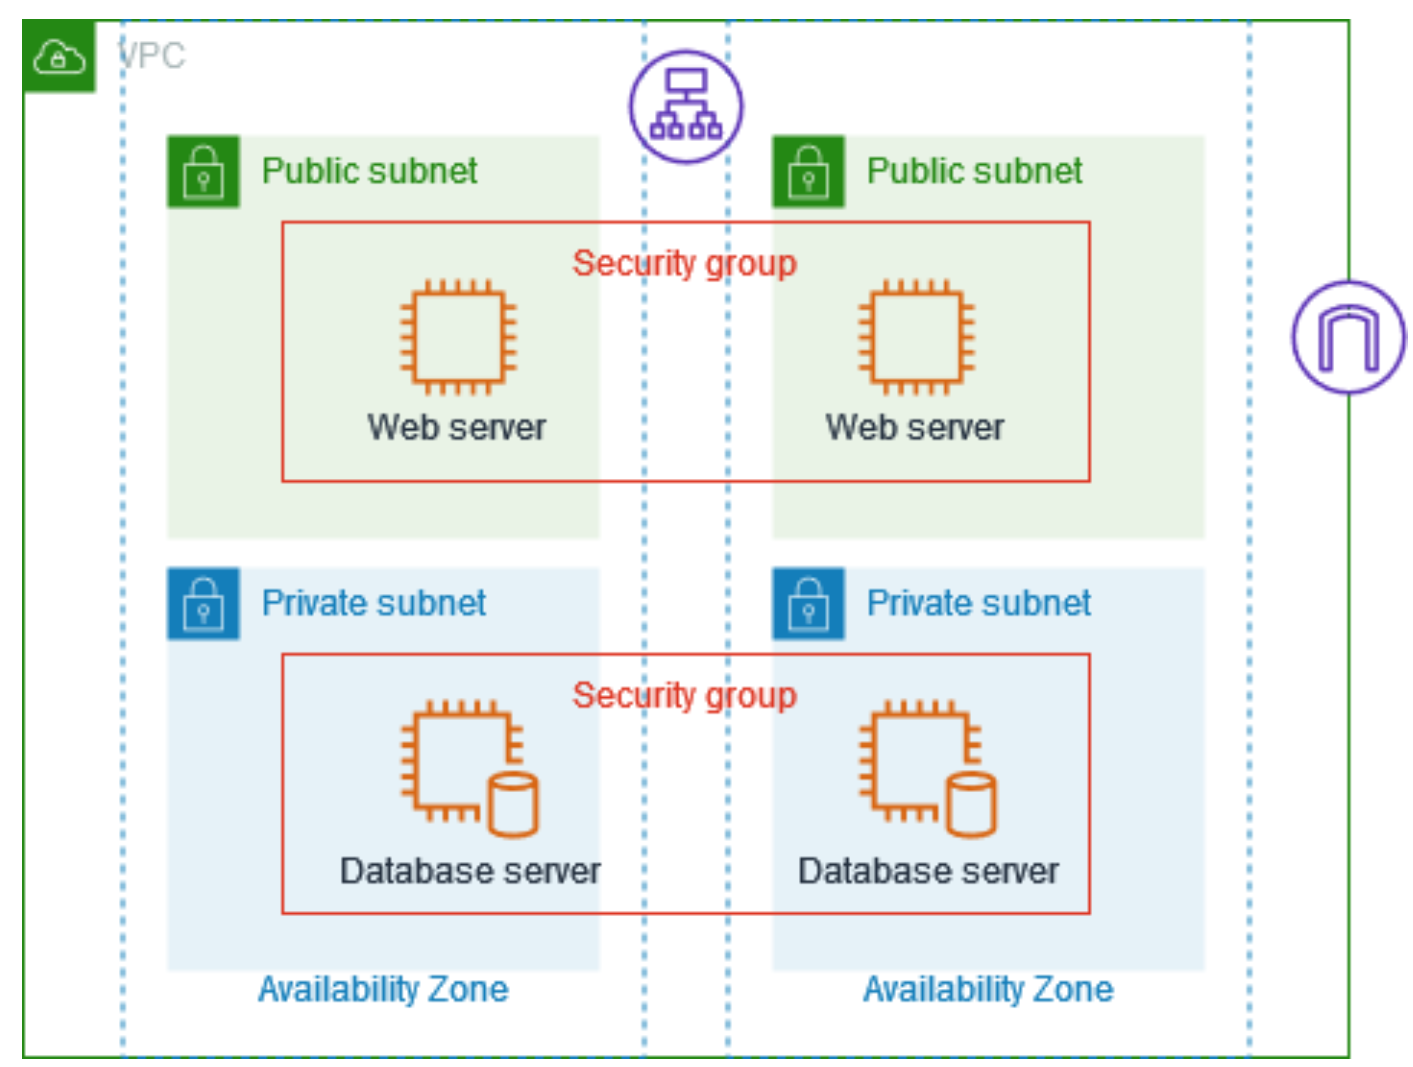 VPC
Public subnet
Public subnet
Security group
Web server
Web server
Private subnet
Private subnet
Security group
Database server
Database server
Availability Zone
Availability Zone